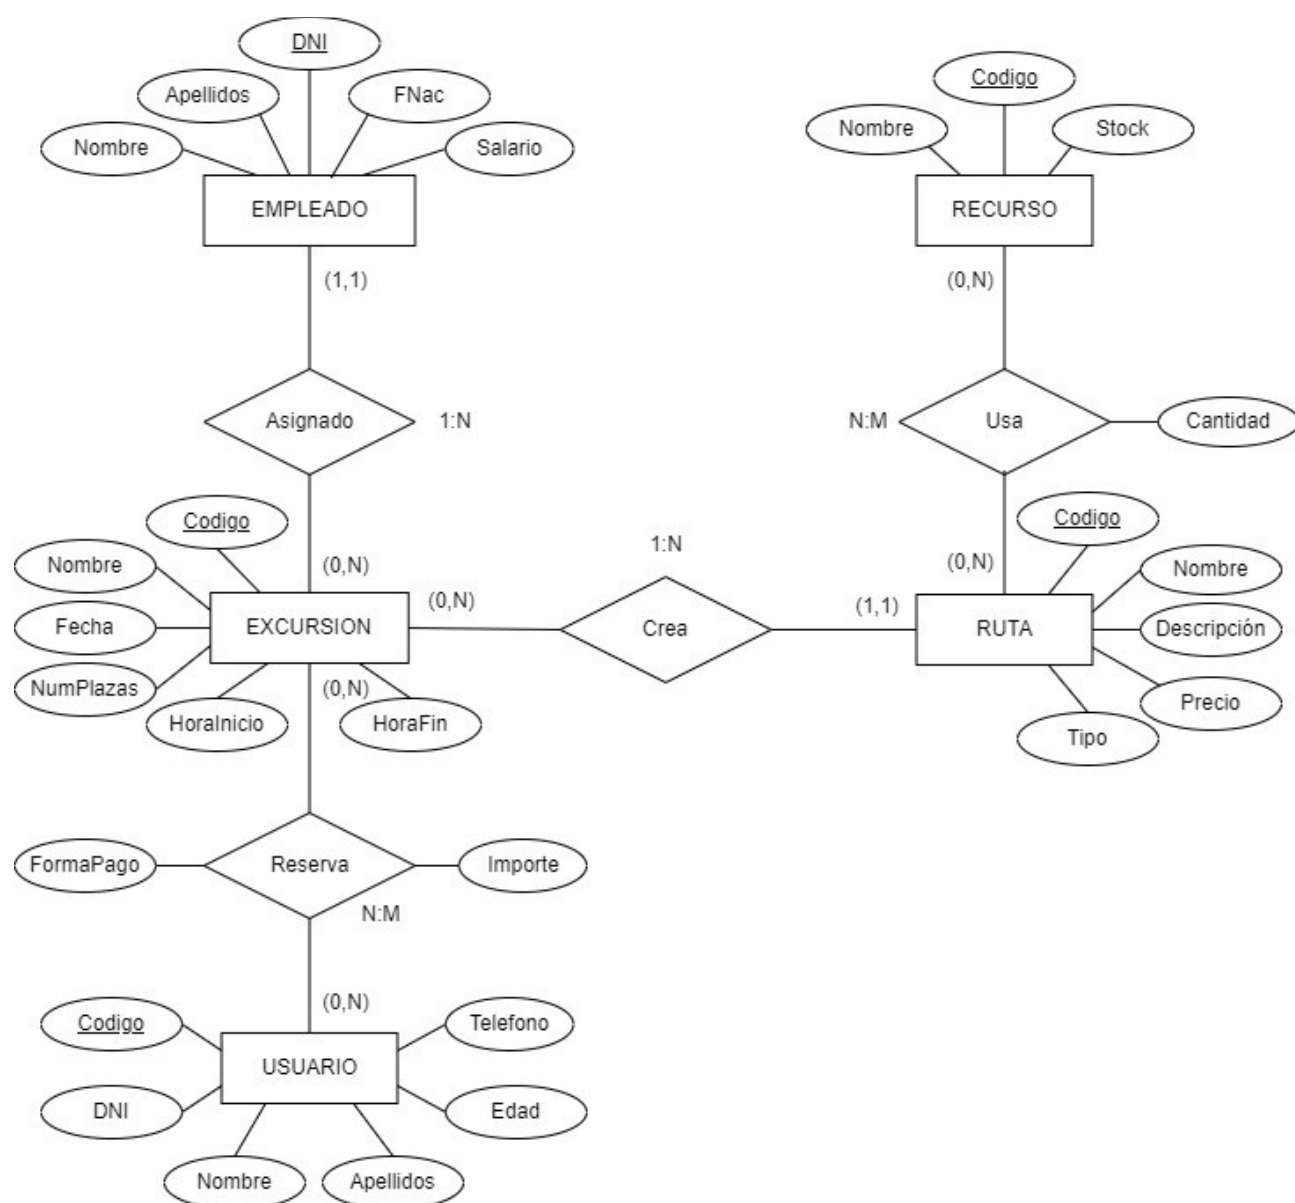 DNI
Apellidos
FNac
Nombre
Salario
EMPLEADO
(1,1)
Asignado
1:N
Codigo
Nombre
Stock
RECURSO
(0,N)
N:M
Usa
Cantidad
(0,N)
Codigo
Nombre
Fecha
NumPlazas
HoraInicio
HoraFin
(0,N)
EXCURSION
(0,N)
(0,N)
1:N
Crea
(1,1)
Codigo
Nombre
Descripción
Precio
Tipo
RUTA
FormaPago
Reserva
Importe
N:M
(0,N)
Codigo
Telefono
USUARIO
DNI
Edad
Nombre
Apellidos